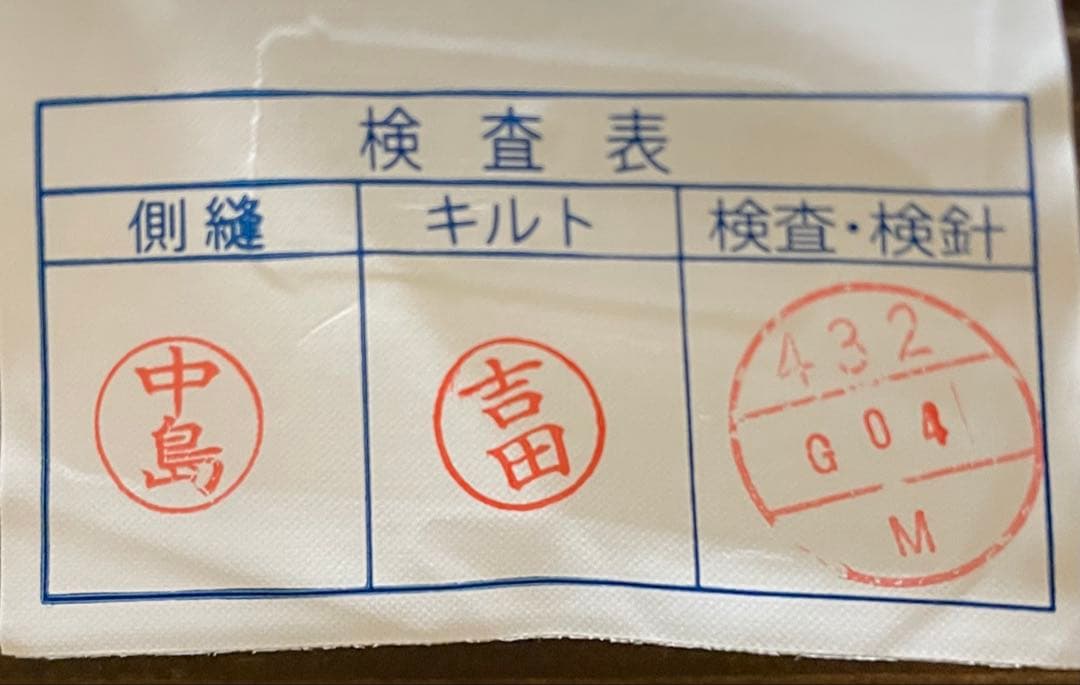 検査表
側縫 キルト 検査・検針
中島
吉田
432
G04
M